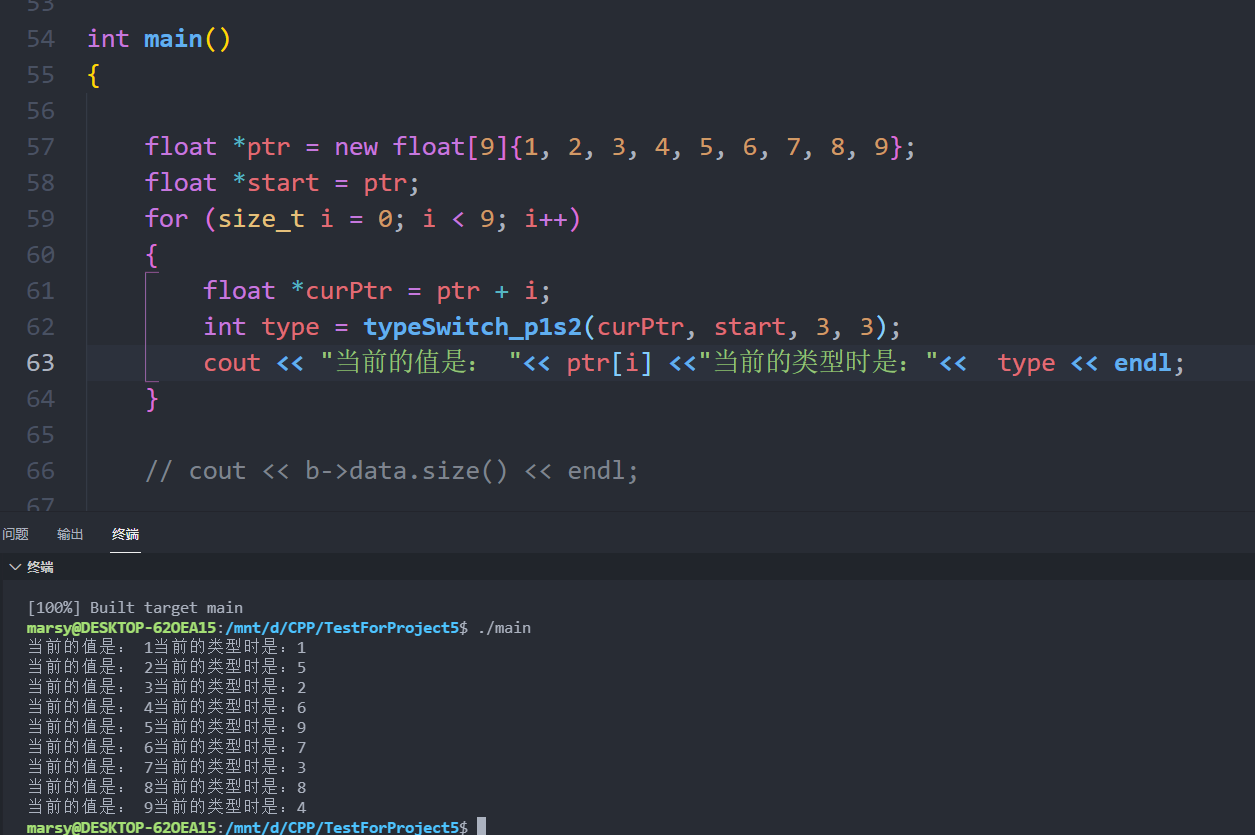 53
54 int main()
55 {
56
57 float *ptr = new float[9]{1, 2, 3, 4, 5, 6, 7, 8, 9};
58 float *start = ptr;
59 for (size_t i = 0; i < 9; i++)
60 {
61 float *curPtr = ptr + i;
62 int type = typeSwitch_p1s2(curPtr, start, 3, 3);
63 cout << "当前的值是： "<< ptr[i] <<"当前的类型时是："<<  type << endl;
64 }
65
66 // cout << b->data.size() << endl;
67
问题 输出 终端
终端
[100%] Built target main
marsy@DESKTOP-62OEA15:/mnt/d/CPP/TestForProject5$ ./main
当前的值是： 1当前的类型时是：1
当前的值是： 2当前的类型时是：5
当前的值是： 3当前的类型时是：2
当前的值是： 4当前的类型时是：6
当前的值是： 5当前的类型时是：9
当前的值是： 6当前的类型时是：7
当前的值是： 7当前的类型时是：3
当前的值是： 8当前的类型时是：8
当前的值是： 9当前的类型时是：4
marsy@DESKTOP-62OEA15:/mnt/d/CPP/TestForProject5$